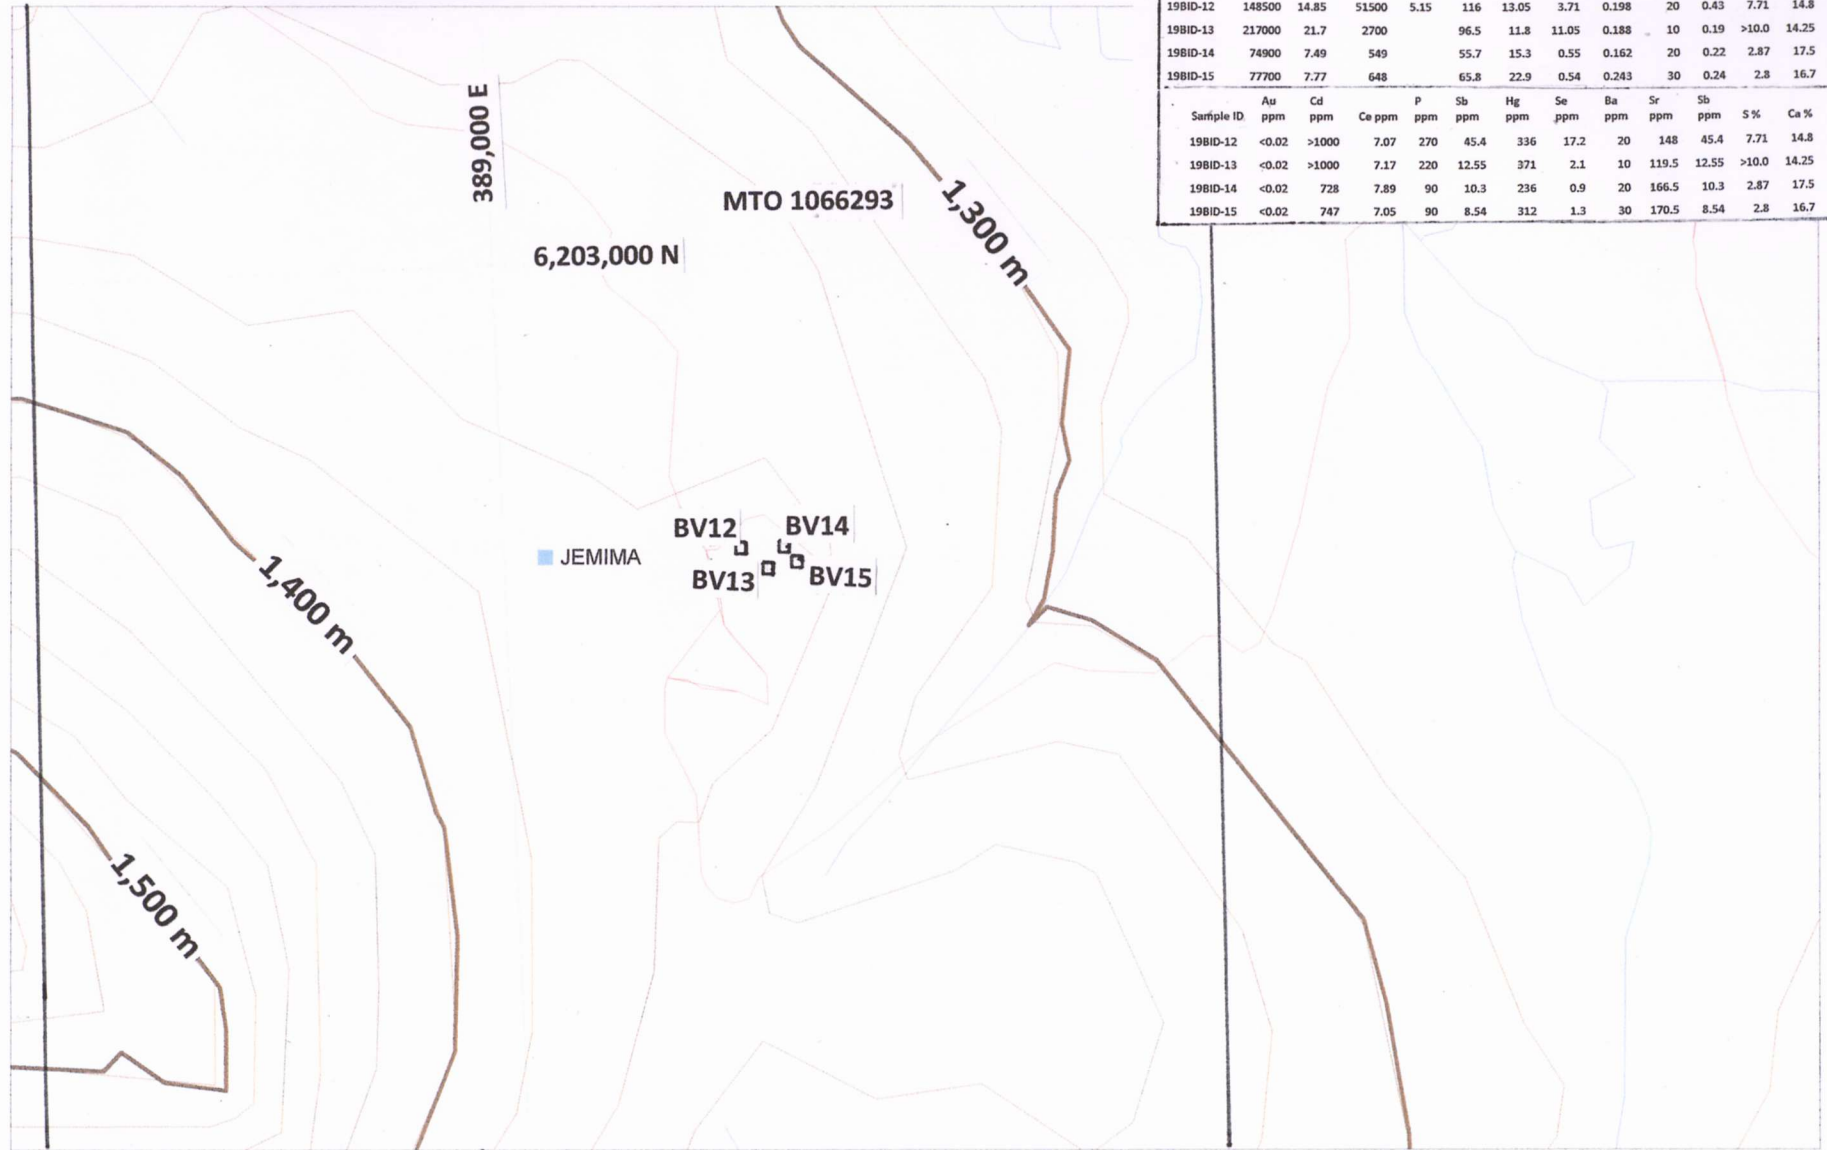 19BID-12 148500 14.85 51500 5.15 116 13.05 3.71 0.198 20 0.43 7.71 14.8
19BID-13 217000 21.7 2700 96.5 11.8 11.05 0.188 10 0.19 >10.0 14.25
19BID-14 74900 7.49 549 55.7 15.3 0.55 0.162 20 0.22 2.87 17.5
19BID-15 77700 7.77 648 65.8 22.9 0.54 0.243 30 0.24 2.8 16.7
Au Cd P Sb Hg Se Ba Sr Sb
Sample ID ppm ppm Ce ppm ppm ppm ppm ppm ppm ppm ppm S % Ca %
19BID-12 <0.02 >1000 7.07 270 45.4 336 17.2 20 148 45.4 7.71 14.8
19BID-13 <0.02 >1000 7.17 220 12.55 371 2.1 10 119.5 12.55 >10.0 14.25
19BID-14 <0.02 728 7.89 90 10.3 236 0.9 20 166.5 10.3 2.87 17.5
19BID-15 <0.02 747 7.05 90 8.54 312 1.3 30 170.5 8.54 2.8 16.7
389,000 E
MTO 1066293
1,300 m
6,203,000 N
BV12
BV14
JEMIMA
BV13
BV15
1,400 m
1,500 m